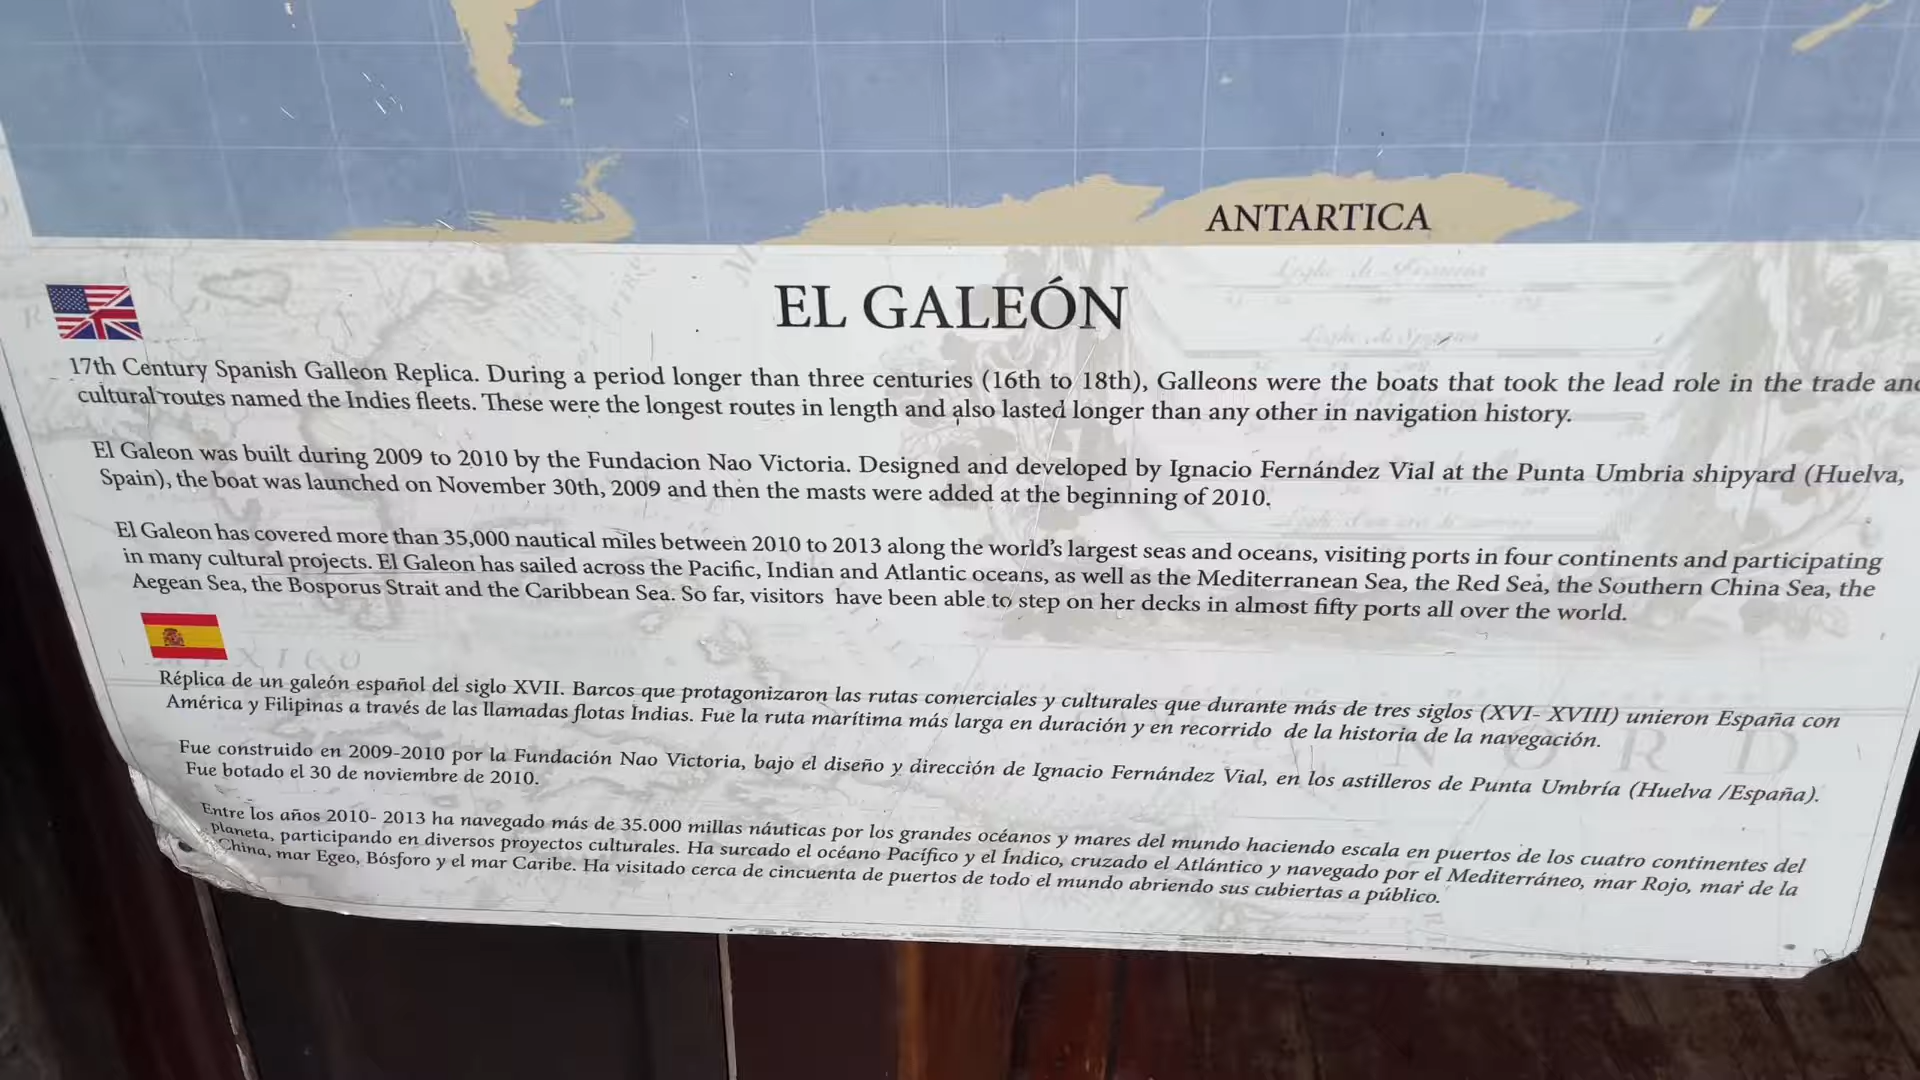 ANTARTICA
EL GALEÓN
17th Century Spanish Galleon Replica. During a period longer than three centuries (16th to 18th), Galleons were the boats that took the lead role in the trade and
cultural routes named the Indies fleets. These were the longest routes in length and also lasted longer than any other in navigation history.
El Galeon was built during 2009 to 2010 by the Fundacion Nao Victoria. Designed and developed by Ignacio Fernández Vial at the Punta Umbria shipyard (Huelva,
Spain), the boat was launched on November 30th, 2009 and then the masts were added at the beginning of 2010.
El Galeon has covered more than 35,000 nautical miles between 2010 to 2013 along the world's largest seas and oceans, visiting ports in four continents and participating
in many cultural projects. El Galeon has sailed across the Pacific, Indian and Atlantic oceans, as well as the Mediterranean Sea, the Red Sea, the Southern China Sea, the
Aegean Sea, the Bosporus Strait and the Caribbean Sea. So far, visitors have been able to step on her decks in almost fifty ports all over the world.
Réplica de un galeón español del siglo XVII. Barcos que protagonizaron las rutas comerciales y culturales que durante más de tres siglos (XVI- XVIII) unieron España con
América y Filipinas a través de las llamadas flotas Indias. Fue la ruta marítima más larga en duración y en recorrido de la historia de la navegación.
Fue construido en 2009-2010 por la Fundación Nao Victoria, bajo el diseño y dirección de Ignacio Fernández Vial, en los astilleros de Punta Umbría (Huelva /España).
Fue botado el 30 de noviembre de 2010.
Entre los años 2010- 2013 ha navegado más de 35.000 millas náuticas por los grandes océanos y mares del mundo haciendo escala en puertos de los cuatro continentes del
planeta, participando en diversos proyectos culturales. Ha surcado el océano Pacífico y el Índico, cruzado el Atlántico y navegado por el Mediterráneo, mar Rojo, mar de la
China, mar Egeo, Bósforo y el mar Caribe. Ha visitado cerca de cincuenta de puertos de todo el mundo abriendo sus cubiertas a público.